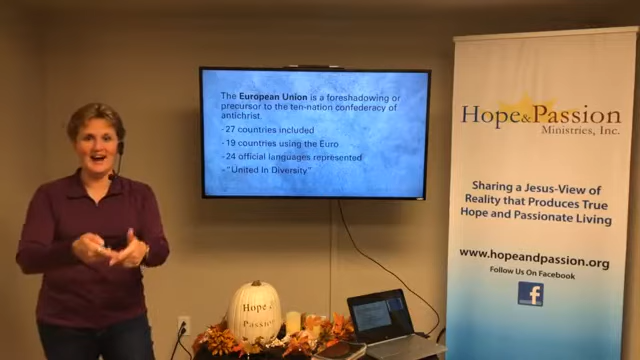 The European Union is a foreshadowing or
precursor to the ten-nation confederacy of
antichrist.
- 27 countries included
- 19 countries using the Euro
- 24 official languages represented
- "United In Diversity"
Hope&Passion
Ministries, Inc.
Sharing a Jesus-View of
Reality that Produces True
Hope and Passionate Living
www.hopeandpassion.org
Follow Us On Facebook
f
Hope &
Passion